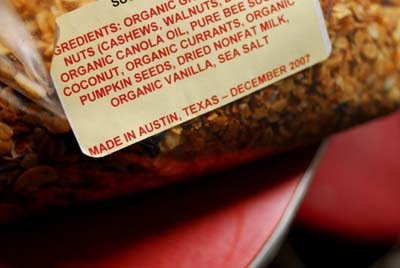 GREDIENTS: ORGANIC
NUTS (CASHEWS, WALNUTS,
ORGANIC CANOLA OIL, PURE BEE
COCONUT, ORGANIC CURRANTS, ORGANIC
PUMPKIN SEEDS, DRIED NONFAT MILK,
ORGANIC VANILLA, SEA SALT
MADE IN AUSTIN, TEXAS – DECEMBER 2007